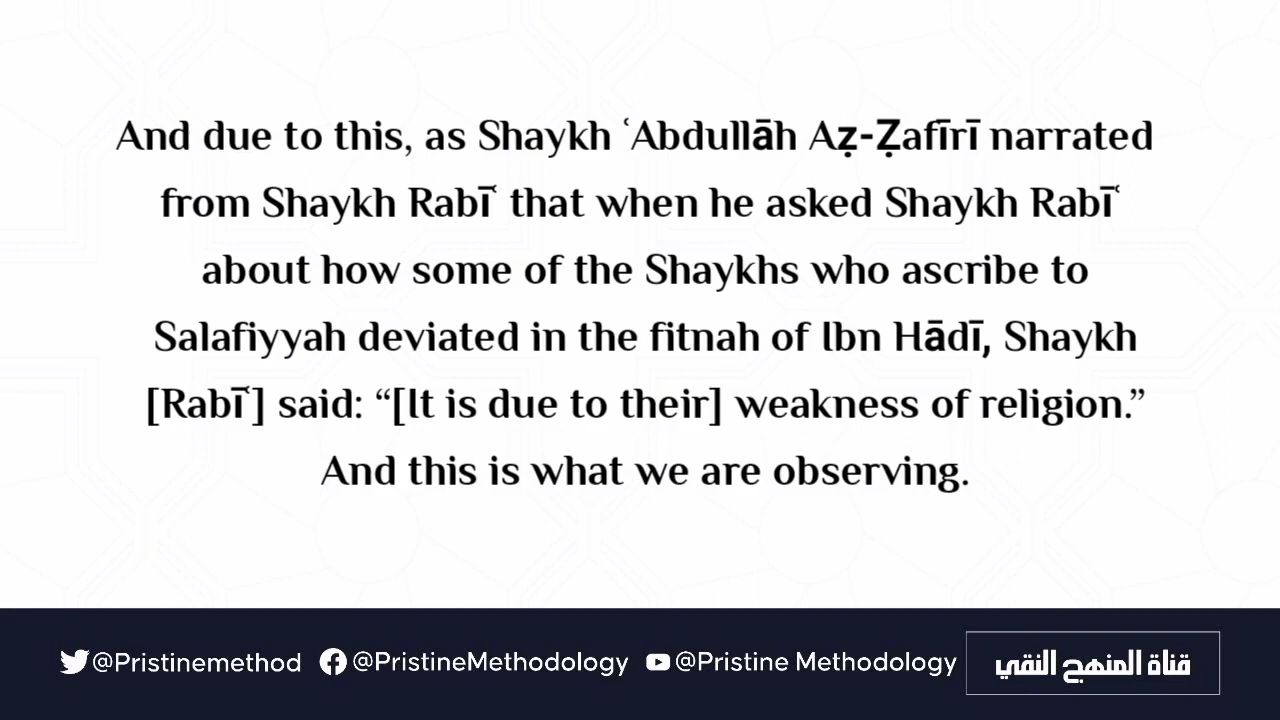 And due to this, as Shaykh ʿAbdullāh Aẓ-Ẓafīrī narrated
from Shaykh Rabīʿ that when he asked Shaykh Rabīʿ
about how some of the Shaykhs who ascribe to
Salafiyyah deviated in the fitnah of Ibn Hādī, Shaykh
[Rabīʿ] said: “[It is due to their] weakness of religion.”
And this is what we are observing.
@Pristinemethod @PristineMethodology @Pristine Methodology قناة المنهج النقي